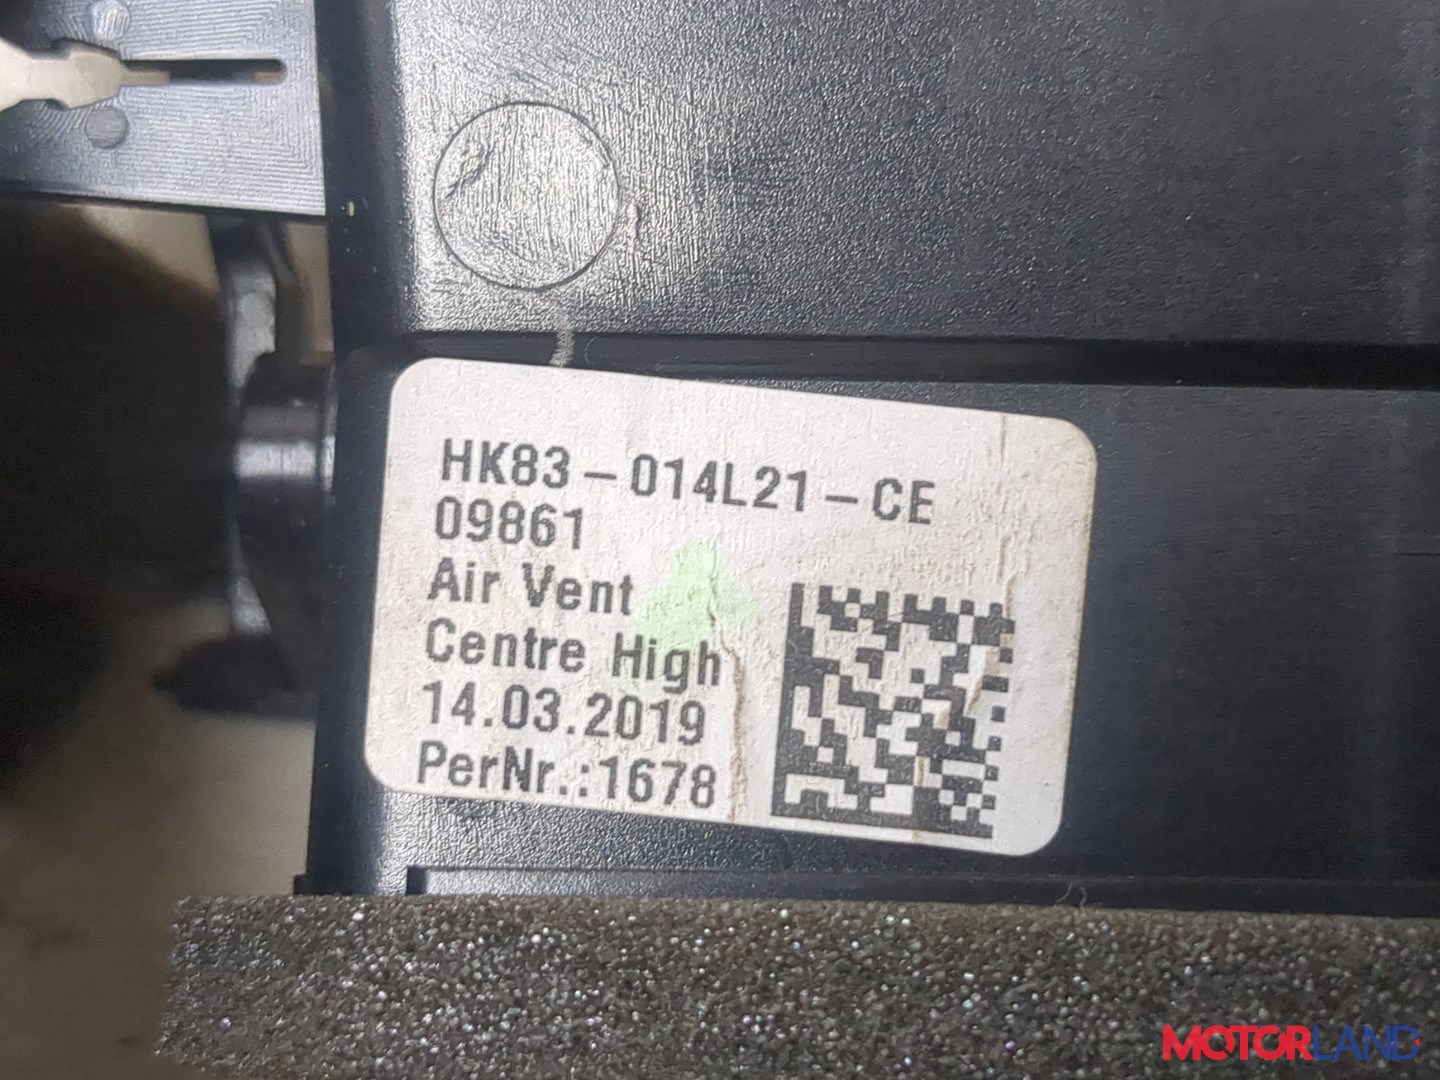 HK83-014L21-CE
09861
Air Vent
Centre High
14.03.2019
PerNr.:1678
MOTORLAND